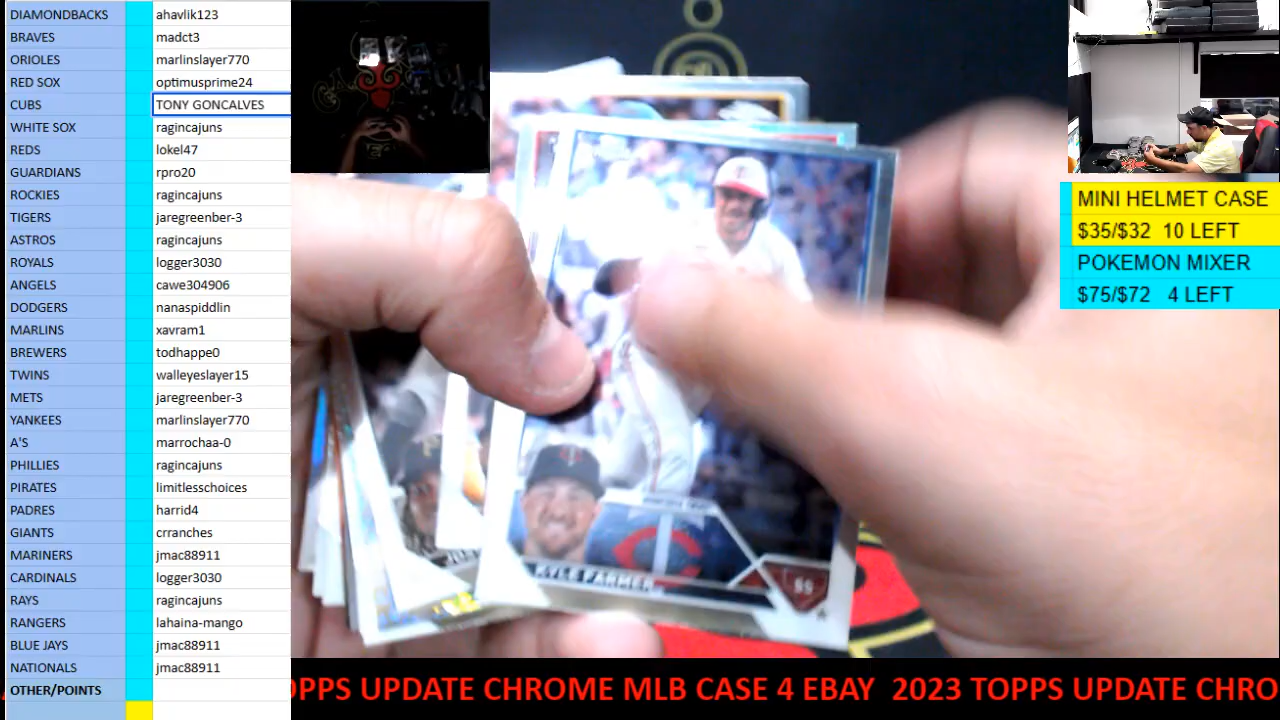 DIAMONDBACKS ahavlik123
BRAVES madct3
ORIOLES marlinslayer770
RED SOX optimusprime24
CUBS TONY GONCALVES
WHITE SOX ragincajuns
REDS lokel47
GUARDIANS rpro20
ROCKIES ragincajuns
TIGERS jaregreenber-3
ASTROS ragincajuns
ROYALS logger3030
ANGELS cawe304906
DODGERS nanaspiddlin
MARLINS xavram1
BREWERS todhappe0
TWINS walleyeslayer15
METS jaregreenber-3
YANKEES marlinslayer770
A'S marrochaa-0
PHILLIES ragincajuns
PIRATES limitlesschoices
PADRES harrid4
GIANTS crranches
MARINERS jmac88911
CARDINALS logger3030
RAYS ragincajuns
RANGERS lahaina-mango
BLUE JAYS jmac88911
NATIONALS jmac88911
OTHER/POINTS
MINI HELMET CASE
$35/$32 10 LEFT
POKEMON MIXER
$75/$72 4 LEFT
KYLE FARMER
OPPS UPDATE CHROME MLB CASE 4 EBAY 2023 TOPPS UPDATE CHRO